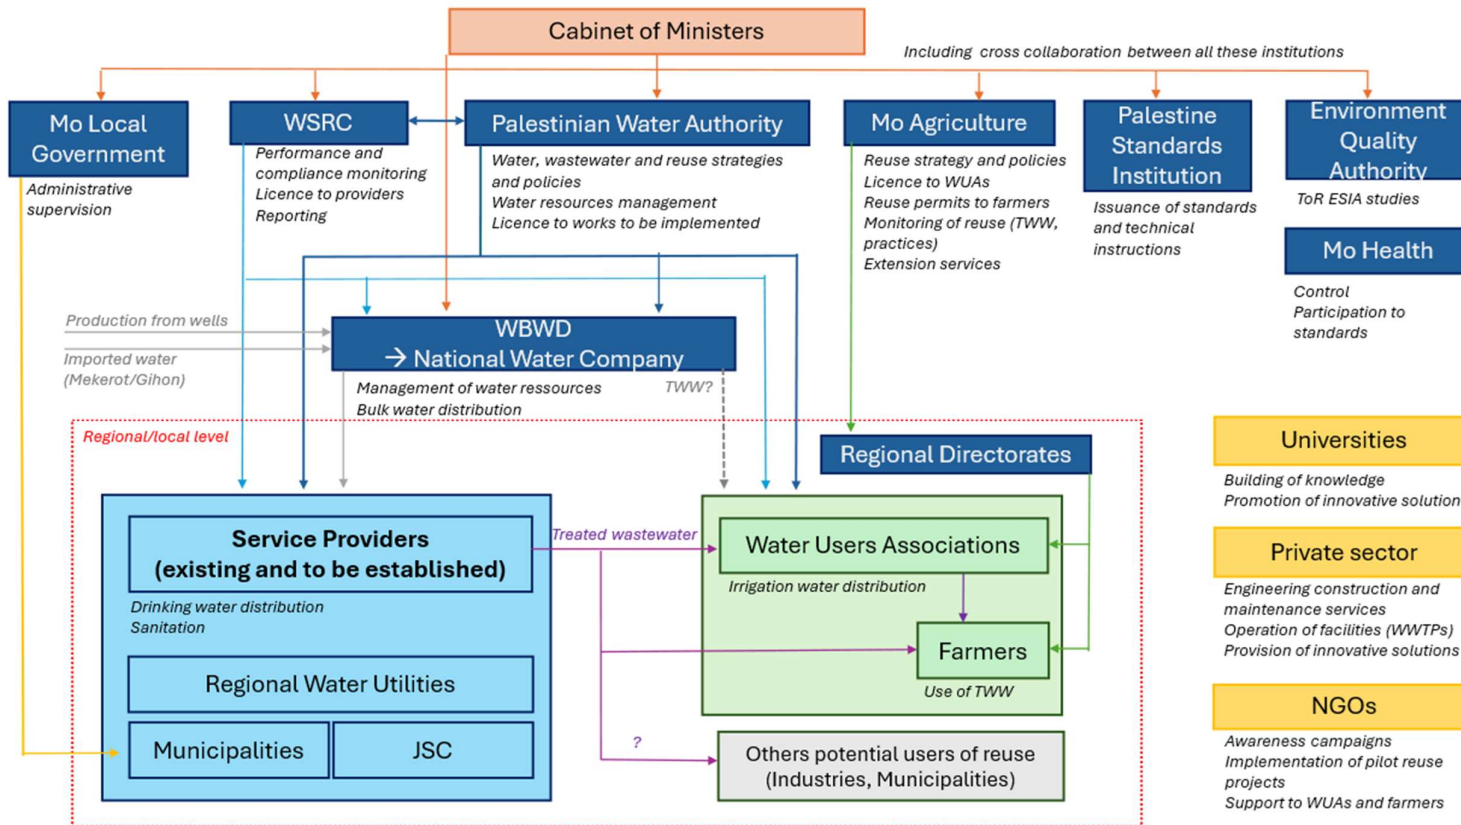 Cabinet of Ministers
Including cross collaboration between all these institutions
Mo Local
Government
Administrative
supervision
WSRC
Performance and
compliance monitoring
Licence to providers
Reporting
Palestinian Water Authority
Water, wastewater and reuse strategies
and policies
Water resources management
Licence to works to be implemented
Mo Agriculture
Reuse strategy and policies
Licence to WUAs
Reuse permits to farmers
Monitoring of reuse (TWW,
practices)
Extension services
Palestine
Standards
Institution
Issuance of standards
and technical
instructions
Environment
Quality
Authority
ToR ESIA studies
Mo Health
Control
Participation to
standards
Production from wells
Imported water
(Mekerot/Gihon)
WBWD
→ National Water Company
Management of water ressources
Bulk water distribution
TWW?
Regional/local level
Regional Directorates
Service Providers
(existing and to be established)
Drinking water distribution
Sanitation
Regional Water Utilities
Municipalities
JSC
Treated wastewater
Water Users Associations
Irrigation water distribution
Farmers
Use of TWW
?
Others potential users of reuse
(Industries, Municipalities)
Universities
Building of knowledge
Promotion of innovative solution
Private sector
Engineering construction and
maintenance services
Operation of facilities (WWTPs)
Provision of innovative solutions
NGOs
Awareness campaigns
Implementation of pilot reuse
projects
Support to WUAs and farmers